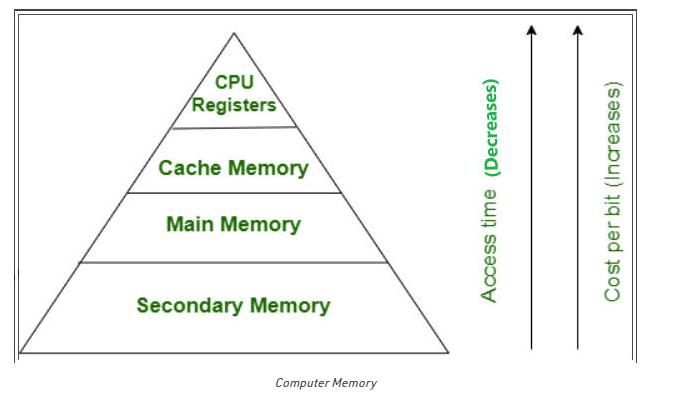 CPU
Registers
Cache Memory
Main Memory
Secondary Memory
Access time (Decreases)
Cost per bit (Increases)
Computer Memory